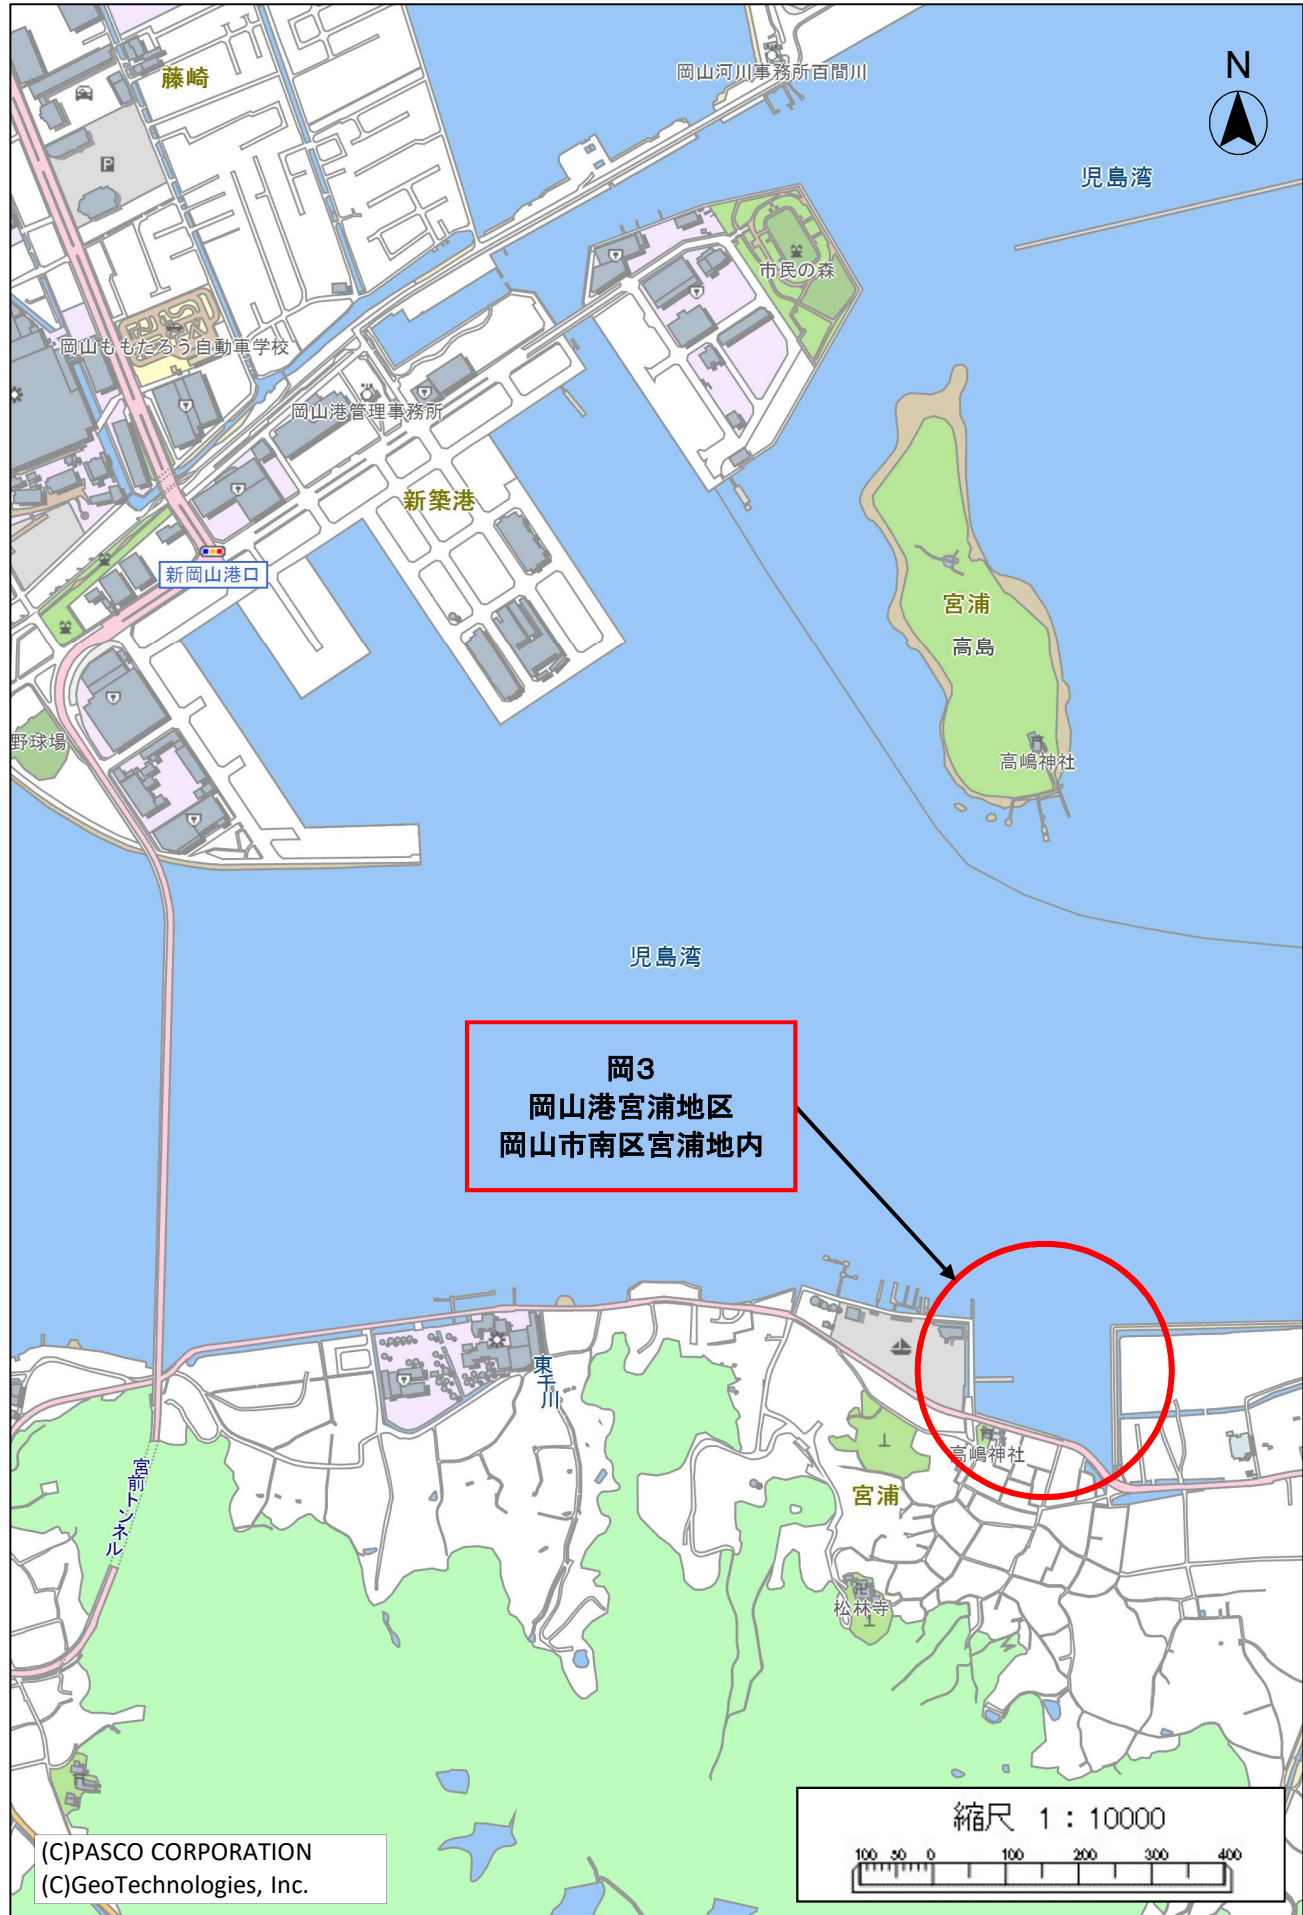 藤崎
岡山河川事務所百間川
N
児島湾
P
市民の森
岡山ももたろう自動車学校
岡山港管理事務所
新築港
新岡山港口
宮浦
高島
野球場
高嶋神社
児島湾
岡3
岡山港宮浦地区
岡山市南区宮浦地内
東千川
高嶋神社
宮前トンネル
宮浦
松林寺
縮尺 1:10000
100 50 0 100 200 300 400
(C)PASCO CORPORATION
(C)GeoTechnologies, Inc.